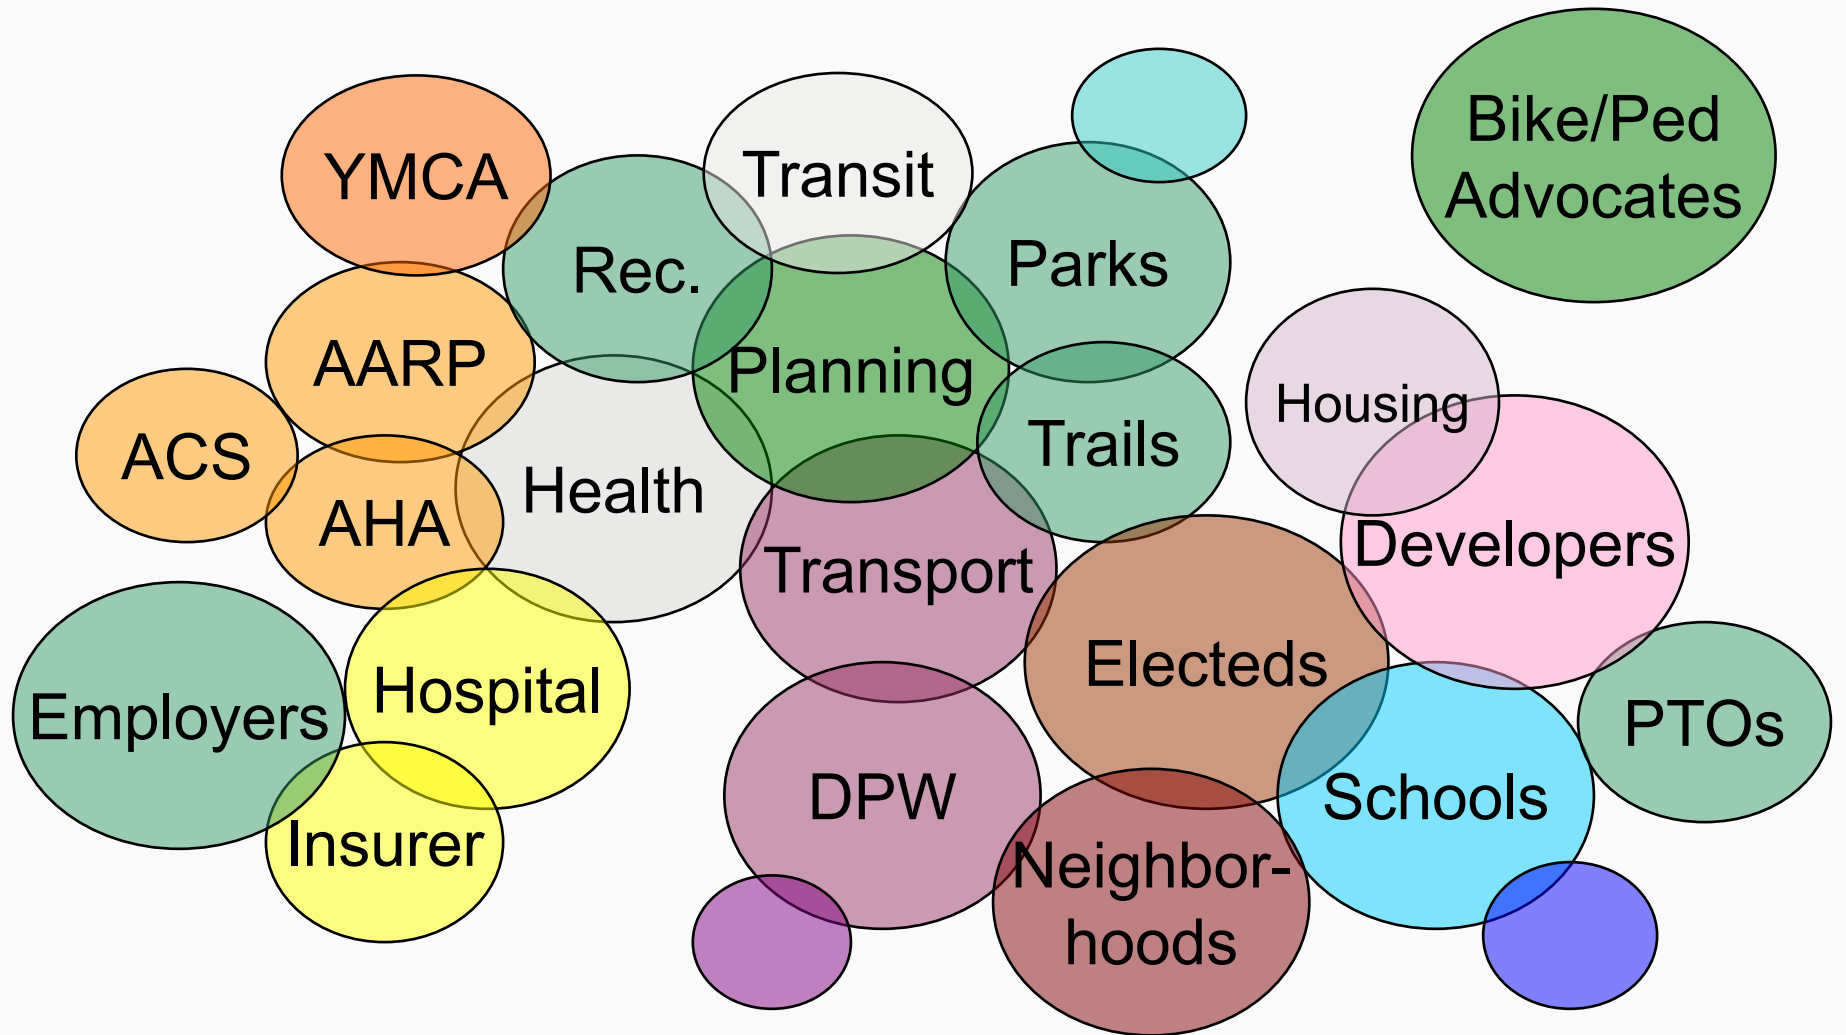 Bike/Ped
Advocates
YMCA
Transit
Rec.
Parks
AARP
Planning
Housing
ACS
Trails
AHA
Health
Developers
Transport
Electeds
Employers
Hospital
PTOs
DPW
Schools
Insurer
Neighbor-
hoods